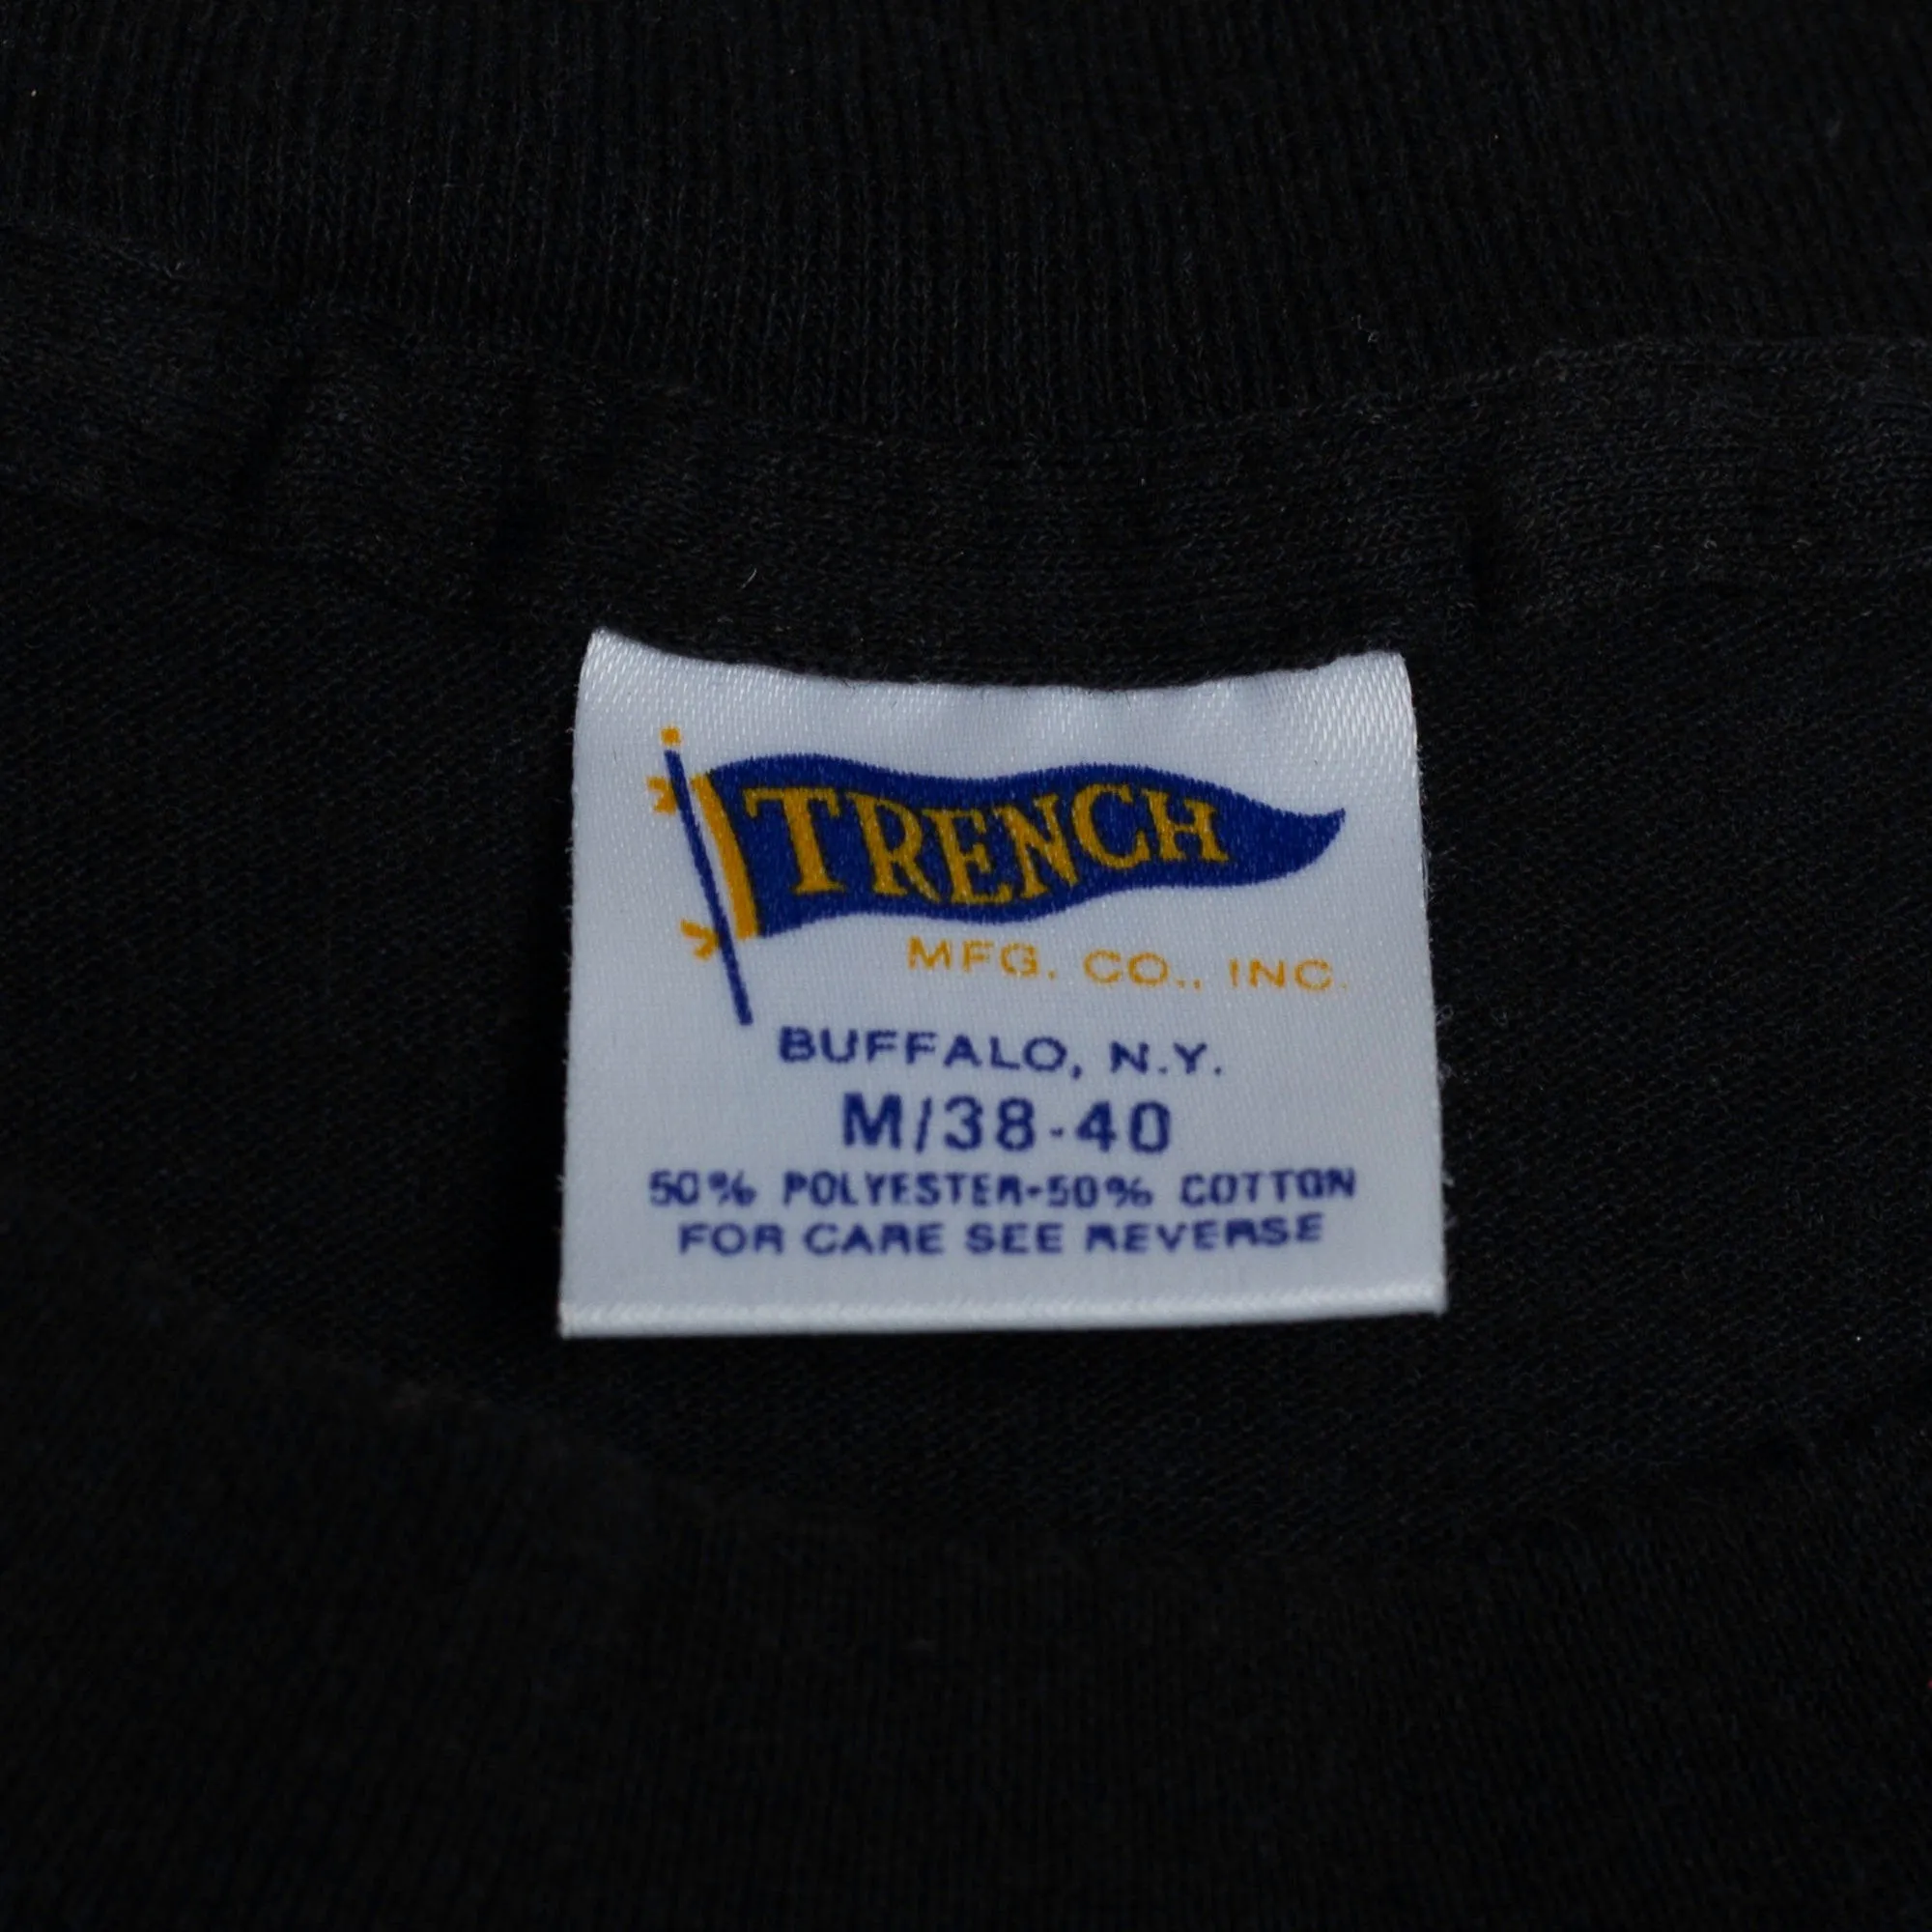 TRENCH
MFG. CO., INC.
BUFFALO, N.Y.
M/38-40
50% POLYESTER-50% COTTON
FOR CARE SEE REVERSE